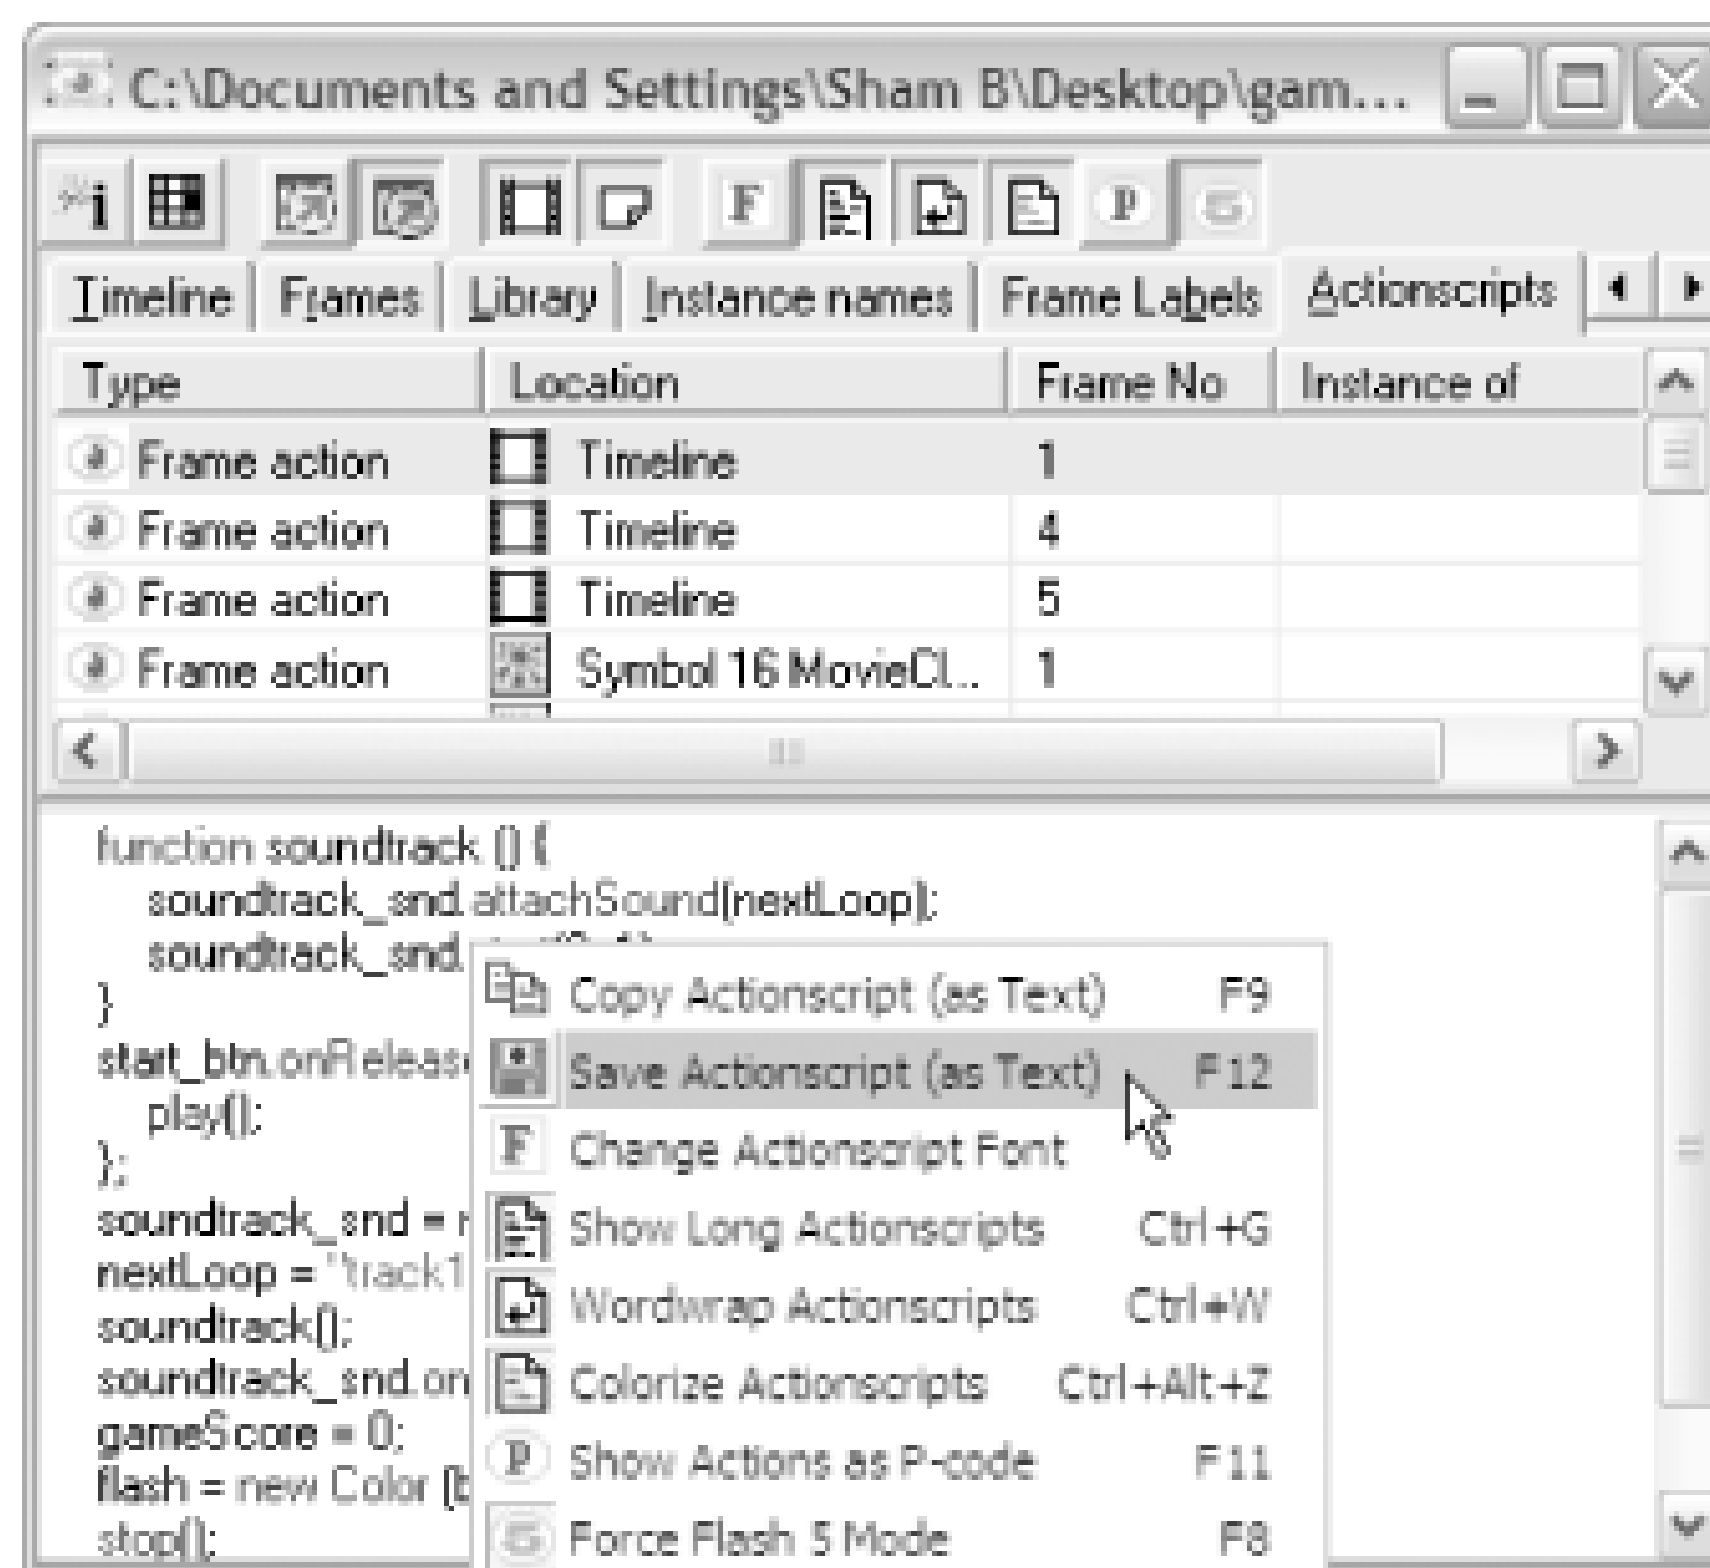 C:\Documents and Settings\Sham B\Desktop\gam...
Timeline Frames Library Instance names Frame Labels Actionscripts
Type Location Frame No Instance of
Frame action Timeline 1
Frame action Timeline 4
Frame action Timeline 5
Frame action Symbol 16 MovieCl... 1
function soundtrack () {
soundtrack_snd.attachSound(nextLoop);
soundtrack_snd.
}
start_btn.onRelease
play();
};
soundtrack_snd =
nextLoop = "track1
soundtrack();
soundtrack_snd.on
gameScore = 0;
flash = new Color (
stop();
Copy Actionscript (as Text) F9
Save Actionscript (as Text) F12
F Change Actionscript Font
Show Long Actionscripts Ctrl+G
Wordwrap Actionscripts Ctrl+W
Colorize Actionscripts Ctrl+Alt+Z
P Show Actions as P-code F11
Force Flash 5 Mode F8